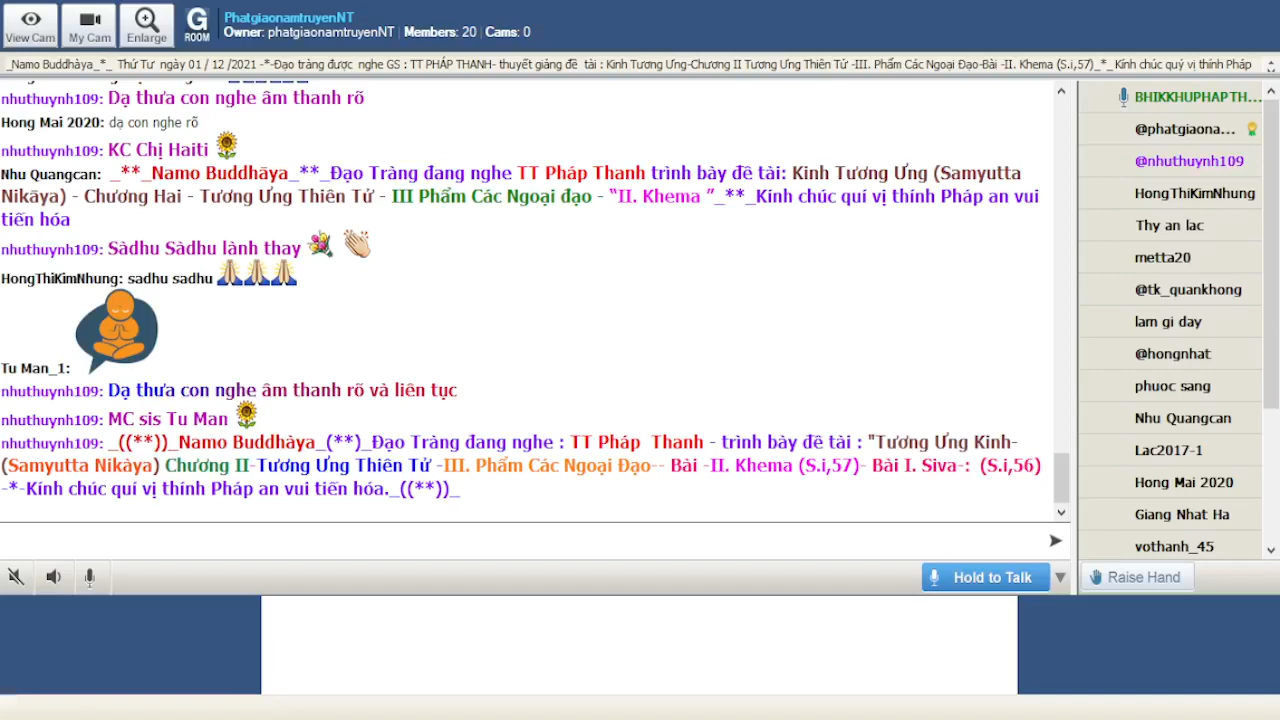 View Cam
My Cam
Enlarge
G
ROOM
PhatgiaonamtruyenNT
Owner: phatgiaonamtruyenNT | Members: 20 | Cams: 0
_Namo Buddhàya_*_ Thứ Tư ngày 01 / 12 /2021 -*-Đạo tràng được nghe GS : TT PHÁP THANH- thuyết giảng đề tài : Kinh Tương Ưng-Chương II Tương Ưng Thiên Tử -III. Phẩm Các Ngoại Đạo-Bài -II. Khema (S.i,57)_*_Kính chúc quý vị thính Pháp
nhuthuynh109: Dạ thưa con nghe âm thanh rõ
Hong Mai 2020: dạ con nghe rõ
nhuthuynh109: KC Chị Haiti
Nhu Quangcan: _**_Namo Buddhāya_**_Đạo Tràng đang nghe TT Pháp Thanh trình bày đề tài: Kinh Tương Ưng (Samyutta
Nikāya) - Chương Hai - Tương Ưng Thiên Tử - III Phẩm Các Ngoại đạo - “II. Khema ”_**_Kính chúc quí vị thính Pháp an vui
tiến hóa
nhuthuynh109: Sàdhu Sàdhu lành thay
HongThiKimNhung: sadhu sadhu
Tu Man_1:
nhuthuynh109: Dạ thưa con nghe âm thanh rõ và liên tục
nhuthuynh109: MC sis Tu Man
nhuthuynh109: _((**))_Namo Buddhàya_(**)_Đạo Tràng đang nghe : TT Pháp  Thanh - trình bày đề tài : "Tương Ưng Kinh-
(Samyutta Nikàya) Chương II-Tương Ưng Thiên Tử -III. Phẩm Các Ngoại Đạo-- Bài -II. Khema (S.i,57)- Bài I. Siva-:  (S.i,56)
-*-Kính chúc quí vị thính Pháp an vui tiến hóa._((**))_
BHIKKHUPHAPTH...
@phatgiaona...
@nhuthuynh109
HongThiKimNhung
Thy an lac
metta20
@tk_quankhong
lam gi day
@hongnhat
phuoc sang
Nhu Quangcan
Lac2017-1
Hong Mai 2020
Giang Nhat Ha
vothanh_45
Hold to Talk
Raise Hand